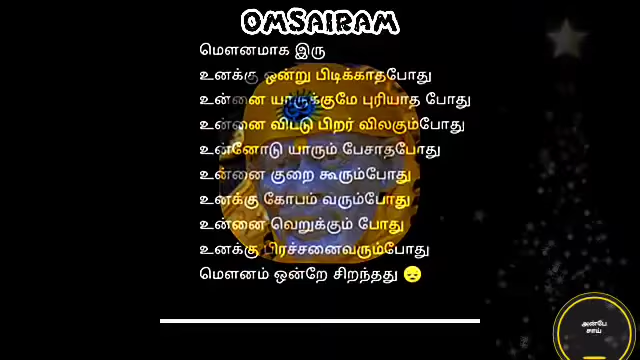 OMSAIRAM
மௌனமாக இரு
உனக்கு ஒன்று பிடிக்காதபோது
உன்னை யாருக்குமே புரியாத போது
உன்னை விட்டு பிறர் விலகும்போது
உன்னோடு யாரும் பேசாதபோது
உன்னை குறை கூரும்போது
உனக்கு கோபம் வரும்போது
உன்னை வெறுக்கும் போது
உனக்கு பிரச்சனைவரும்போது
மௌனம் ஒன்றே சிறந்தது 😔
அன்பே
சாய்